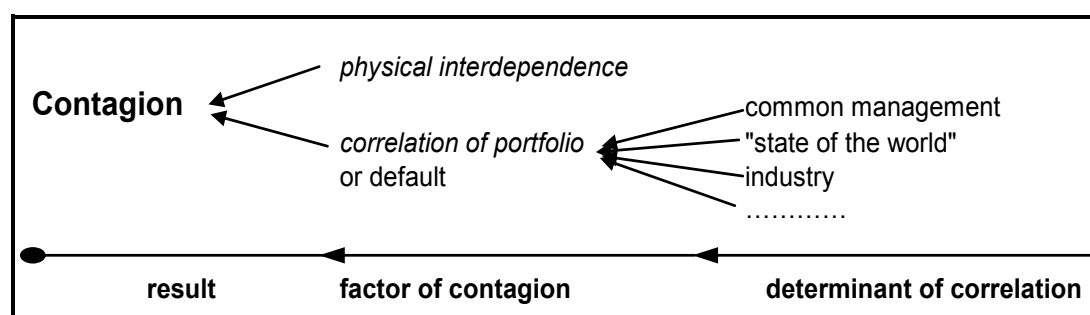 physical interdependence
Contagion
common management
correlation of portfolio
"state of the world"
or default
industry
…………
result
factor of contagion
determinant of correlation